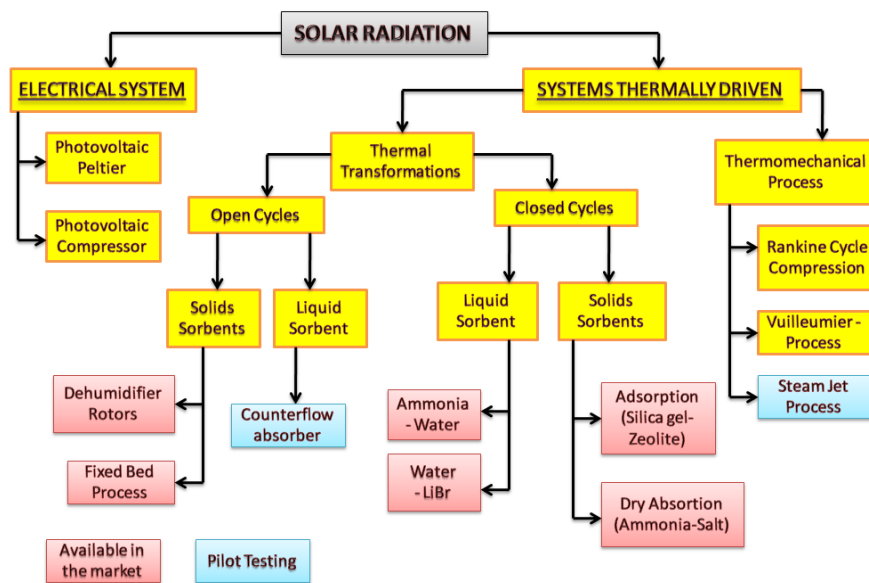 SOLAR RADIATION
ELECTRICAL SYSTEM
SYSTEMS THERMALLY DRIVEN
Photovoltaic
Peltier
Photovoltaic
Compressor
Thermal
Transformations
Thermomechanical
Process
Open Cycles
Closed Cycles
Rankine Cycle
Compression
Vuilleumier -
Process
Steam Jet
Process
Solids
Sorbents
Liquid
Sorbent
Liquid
Sorbent
Solids
Sorbents
Dehumidifier
Rotors
Fixed Bed
Process
Counterflow
absorber
Ammonia
- Water
Water
- LiBr
Adsorption
(Silica gel-
Zeolite)
Dry Absortion
(Ammonia-Salt)
Available in
the market
Pilot Testing